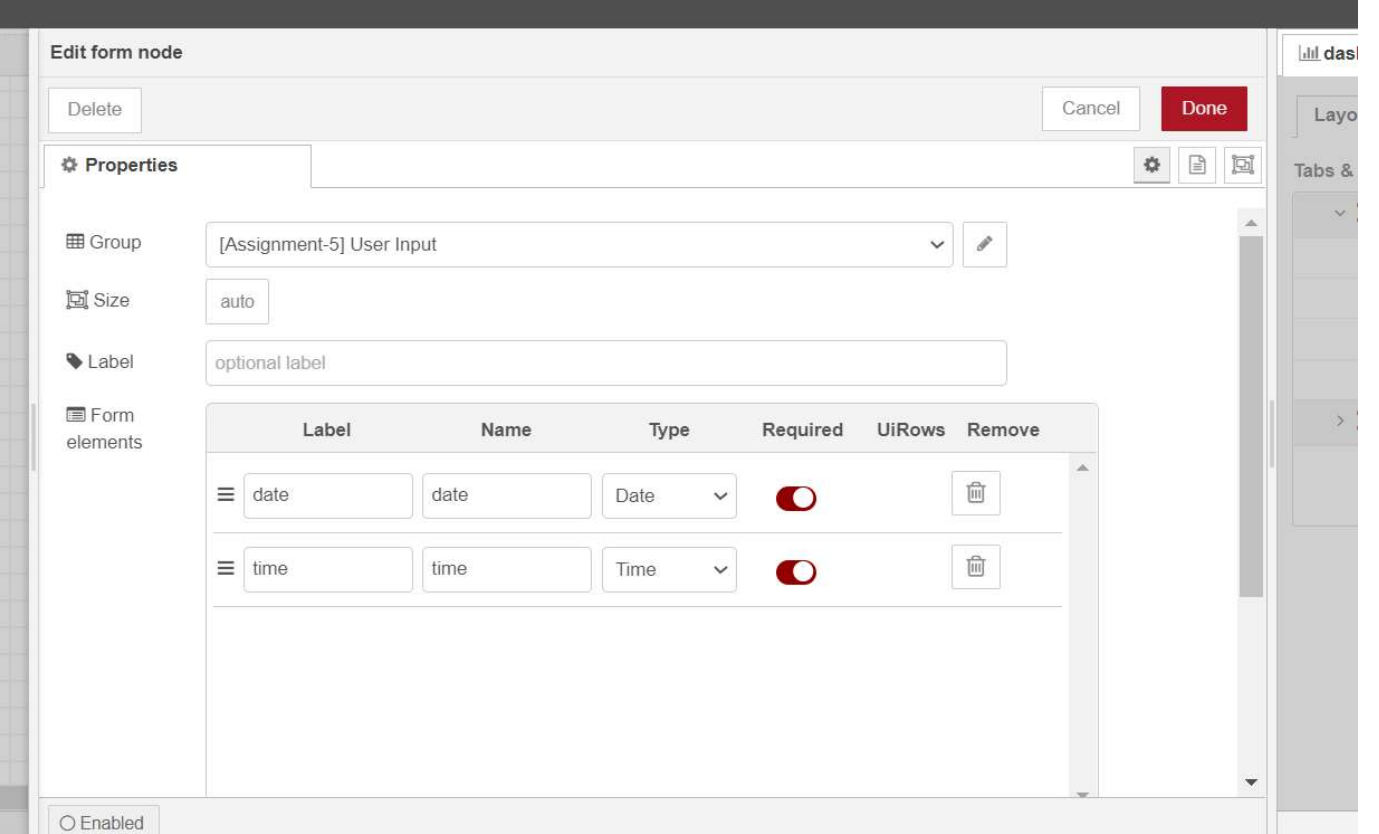 Edit form node
dasl
Delete
Cancel
Done
Layo
Properties
Tabs &
Group
[Assignment-5] User Input
Size
auto
Label
optional label
Form
elements
Label Name Type Required UiRows Remove
date date Date
time time Time
Enabled